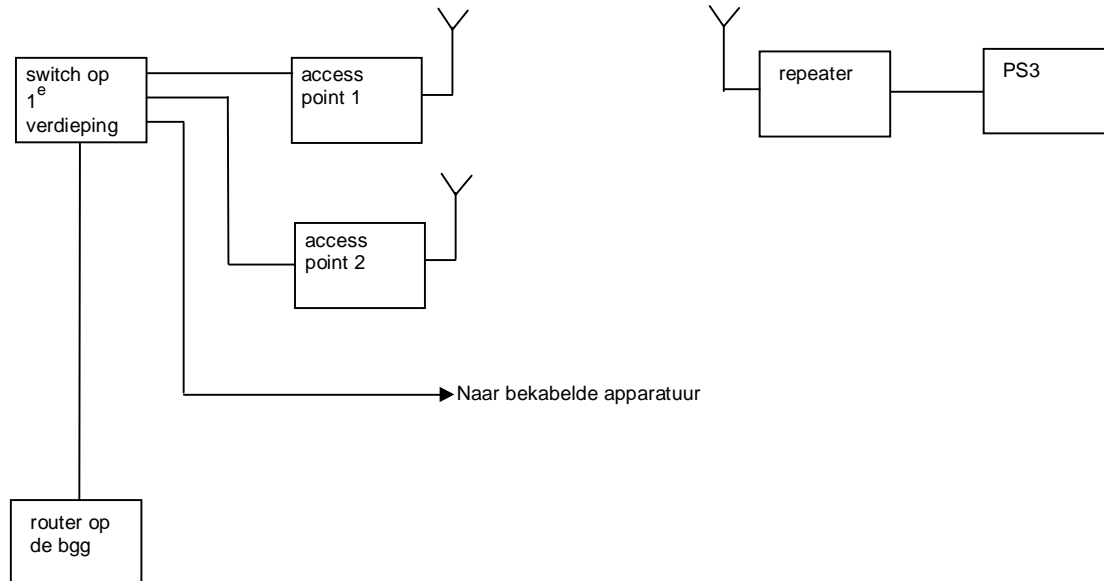 switch op
1e
verdieping
access
point 1
repeater
PS3
access
point 2
Naar bekabelde apparatuur
router op
de bgg